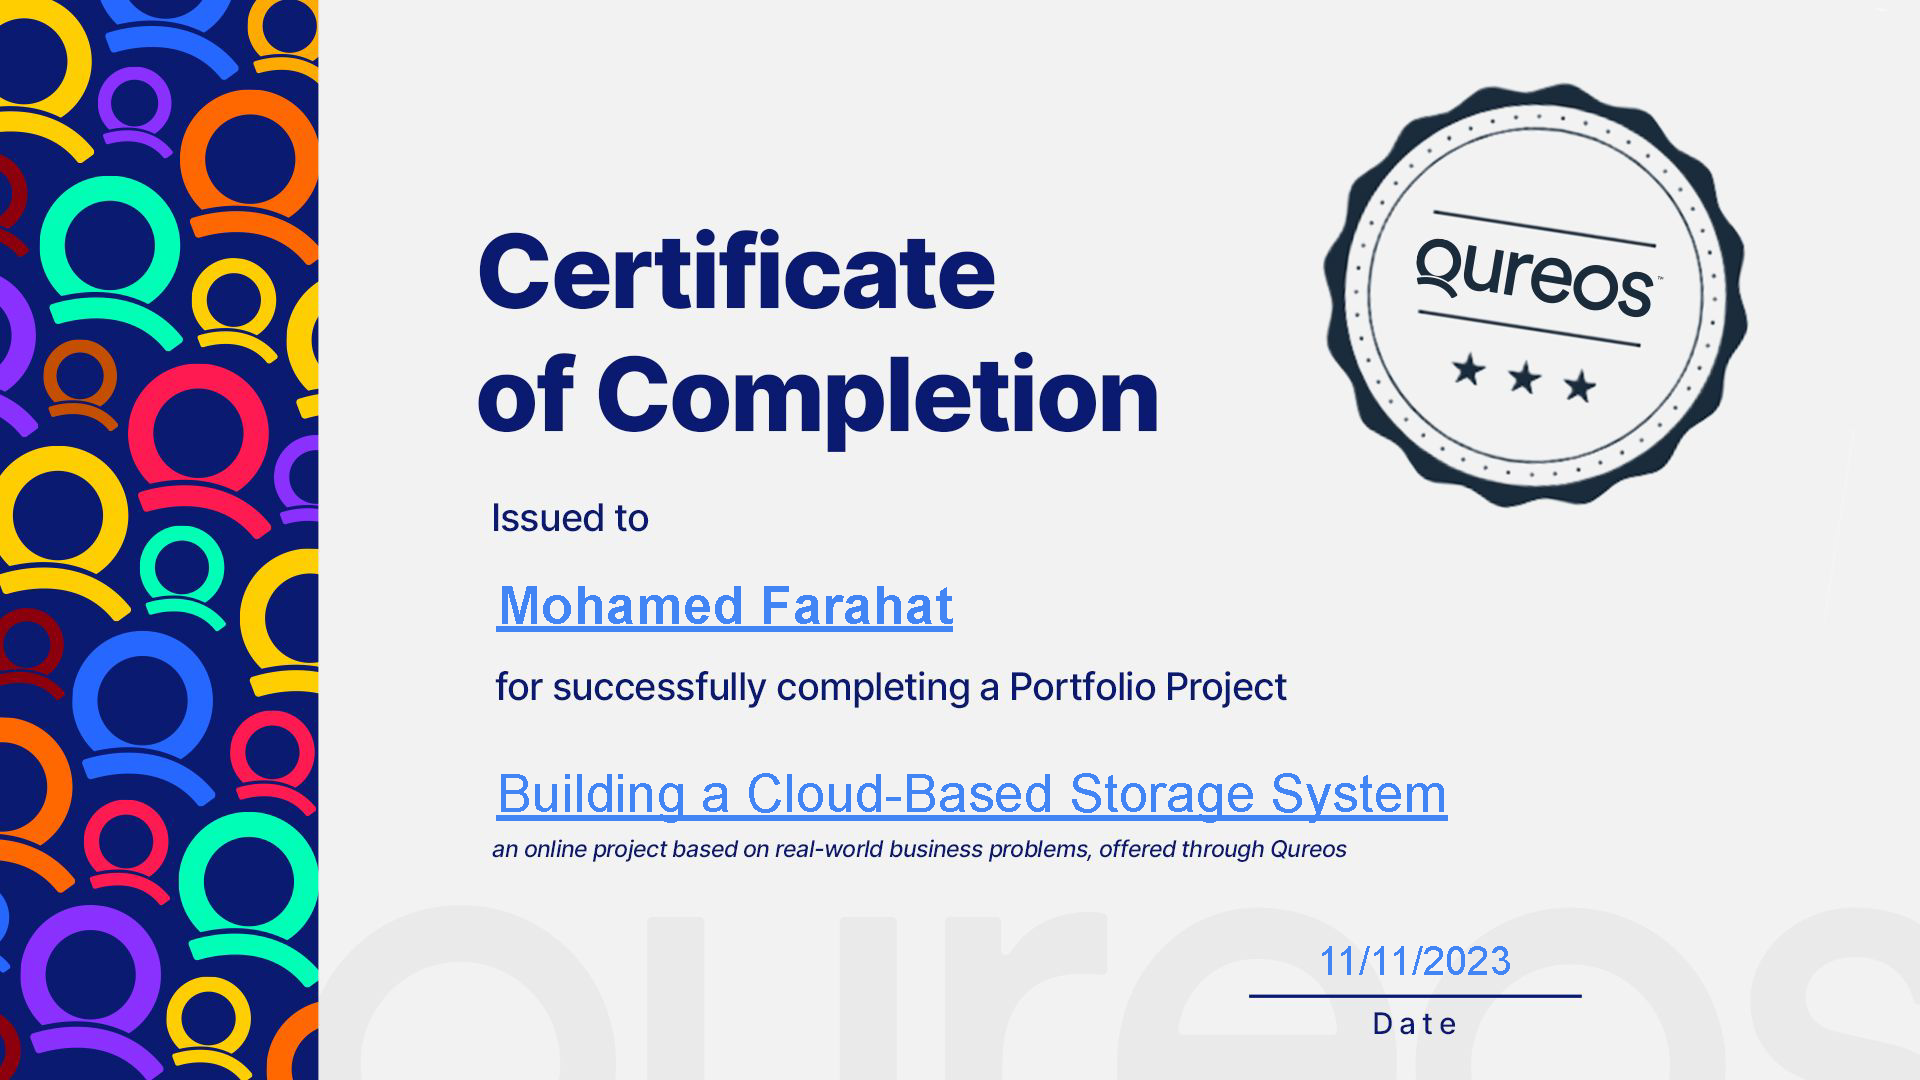 Certificate
of Completion
Qureos™
Issued to
Mohamed Farahat
for successfully completing a Portfolio Project
Building a Cloud-Based Storage System
an online project based on real-world business problems, offered through Qureos
qureos
11/11/2023
Date